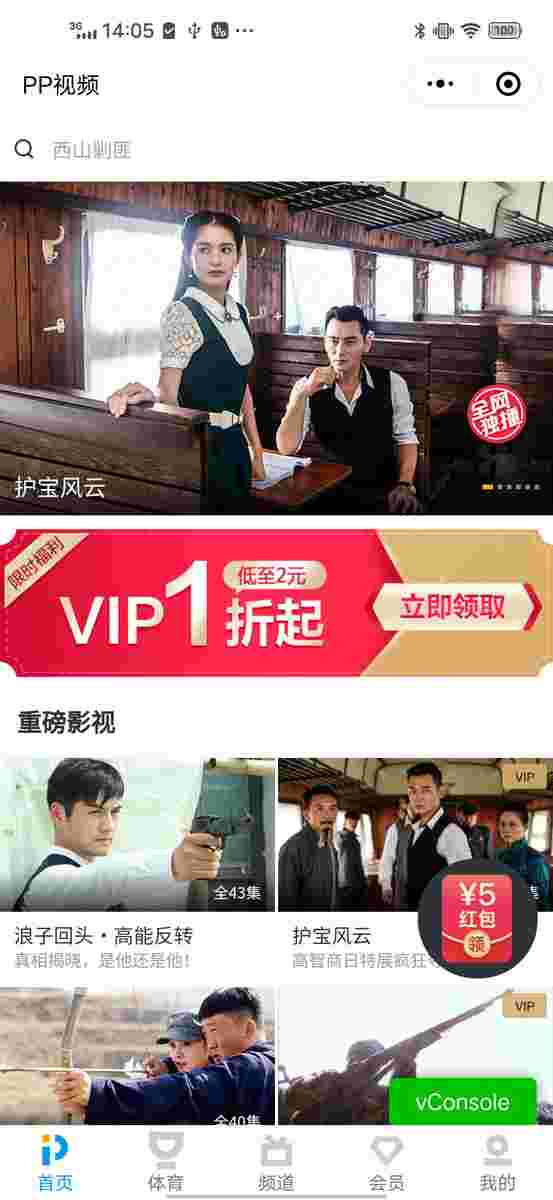 3G 14:05 100
PP视频
西山剿匪
全网
独播
护宝风云
限时福利
VIP1折起
低至2元
立即领取
重磅影视
全43集
VIP
浪子回头·高能反转
真相揭晓，是他还是他!
护宝风云
高智商日特展疯狂
集
¥5
红包
领
全40集
VIP
vConsole
首页
体育
频道
会员
我的